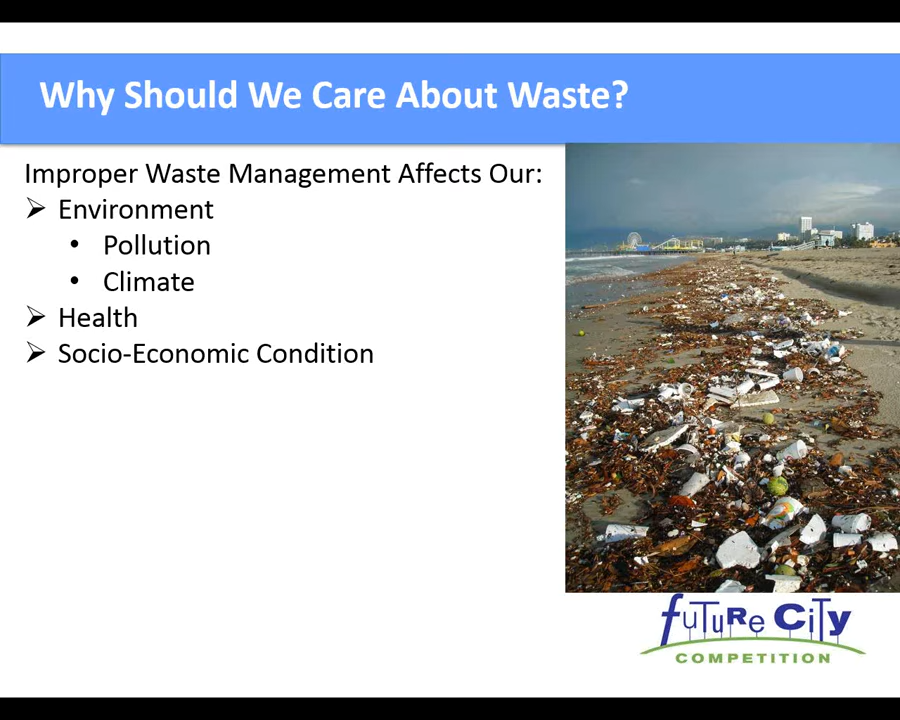 Why Should We Care About Waste?
Improper Waste Management Affects Our:
➢ Environment
• Pollution
• Climate
➢ Health
➢ Socio-Economic Condition
FuTuRe CiTy
COMPETITION